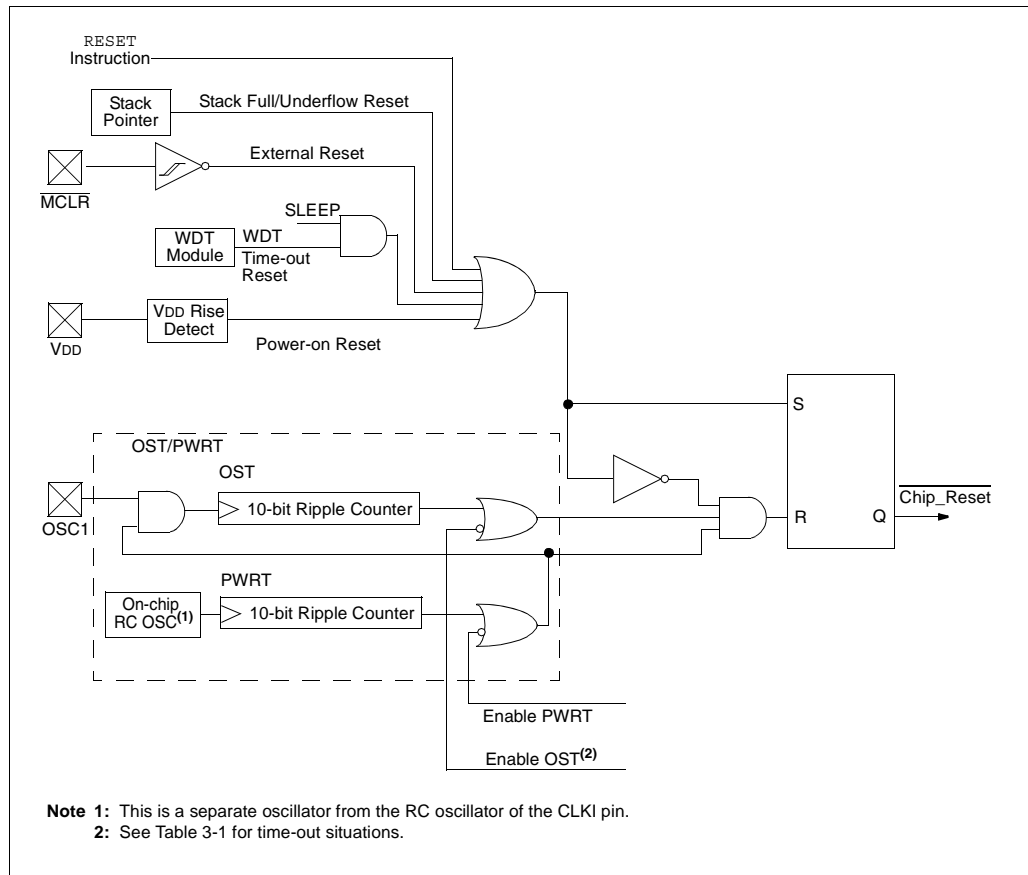 RESET
Instruction
Stack
Pointer
Stack Full/Underflow Reset
External Reset
MCLR
SLEEP
WDT
Module
WDT
Time-out
Reset
VDD
VDD Rise
Detect
Power-on Reset
S
OST/PWRT
OST
OSC1
10-bit Ripple Counter
Chip_Reset
R
Q
PWRT
On-chip
RC OSC(1)
10-bit Ripple Counter
Enable PWRT
Enable OST(2)
Note 1: This is a separate oscillator from the RC oscillator of the CLKI pin.
2: See Table 3-1 for time-out situations.